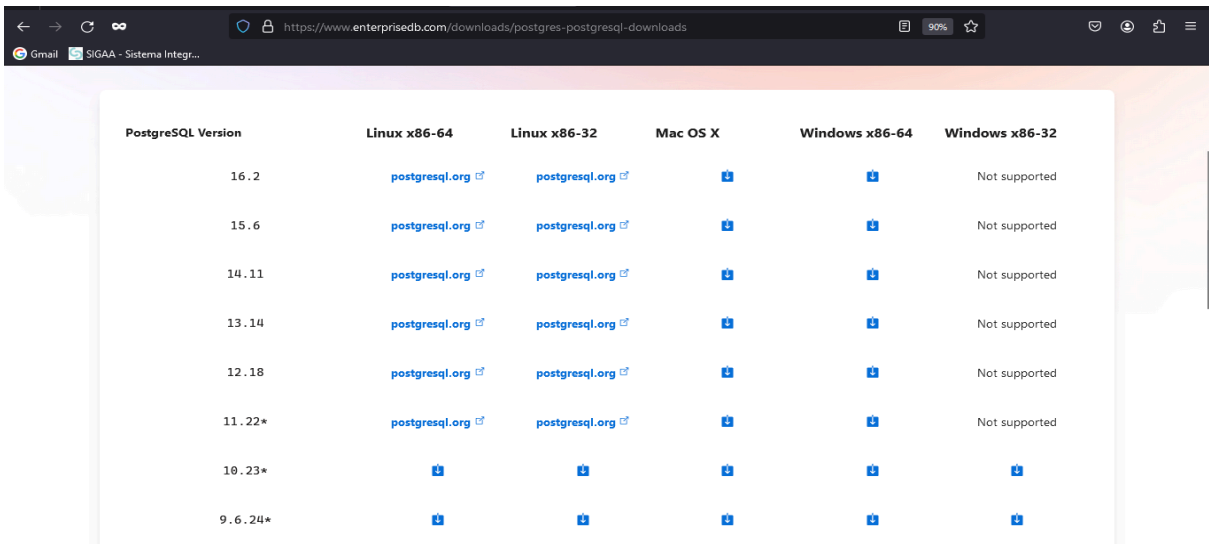 https://www.enterprisedb.com/downloads/postgres-postgresql-downloads 90%
Gmail SIGAA - Sistema Integr...
PostgreSQL Version Linux x86-64 Linux x86-32 Mac OS X Windows x86-64 Windows x86-32
16.2 postgresql.org postgresql.org Not supported
15.6 postgresql.org postgresql.org Not supported
14.11 postgresql.org postgresql.org Not supported
13.14 postgresql.org postgresql.org Not supported
12.18 postgresql.org postgresql.org Not supported
11.22* postgresql.org postgresql.org Not supported
10.23*
9.6.24*